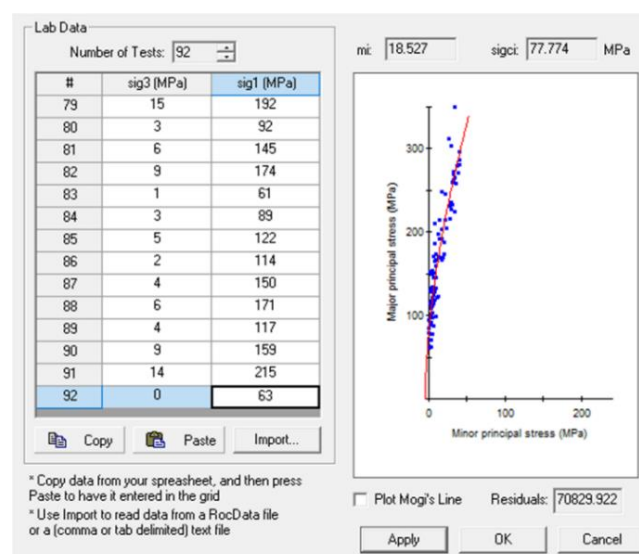 Lab Data
Number of Tests: 92
# sig3 (MPa) sig1 (MPa)
79 15 192
80 3 92
81 6 145
82 9 174
83 1 61
84 3 89
85 5 122
86 2 114
87 4 150
88 6 171
89 4 117
90 9 159
91 14 215
92 0 63
Copy Paste Import...
* Copy data from your spreasheet, and then press
Paste to have it entered in the grid
* Use Import to read data from a RocData file
or a (comma or tab delimited) text file
mi: 18.527 sigci: 77.774 MPa
Major principal stress (MPa)
300
200
100
0 100 200
Minor principal stress (MPa)
Plot Mogi's Line Residuals: 70829.922
Apply OK Cancel